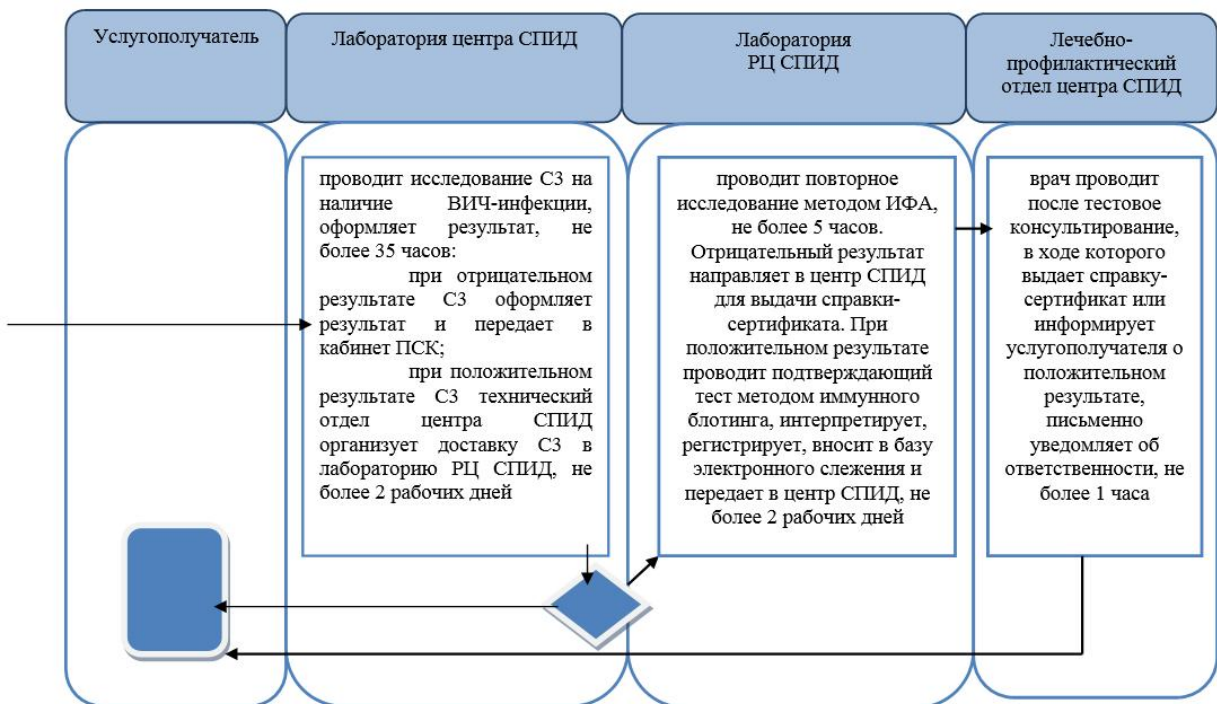 Услугополучатель
Лаборатория центра СПИД
Лаборатория
РЦ СПИД
Лечебно-
профилактический
отдел центра СПИД
проводит исследование СЗ на
наличие ВИЧ-инфекции,
оформляет результат, не
более 35 часов:
при отрицательном
результате СЗ оформляет
результат и передает в
кабинет ПСК;
при положительном
результате СЗ технический
отдел центра СПИД
организует доставку СЗ в
лабораторию РЦ СПИД, не
более 2 рабочих дней
проводит повторное
исследование методом ИФА,
не более 5 часов.
Отрицательный результат
направляет в центр СПИД
для выдачи справки-
сертификата. При
положительном результате
проводит подтверждающий
тест методом иммунного
блотинга, интерпретирует,
регистрирует, вносит в базу
электронного слежения и
передает в центр СПИД, не
более 2 рабочих дней
врач проводит
после тестовое
консультирование,
в ходе которого
выдает справку-
сертификат или
информирует
услугополучателя о
положительном
результате,
письменно
уведомляет об
ответственности, не
более 1 часа